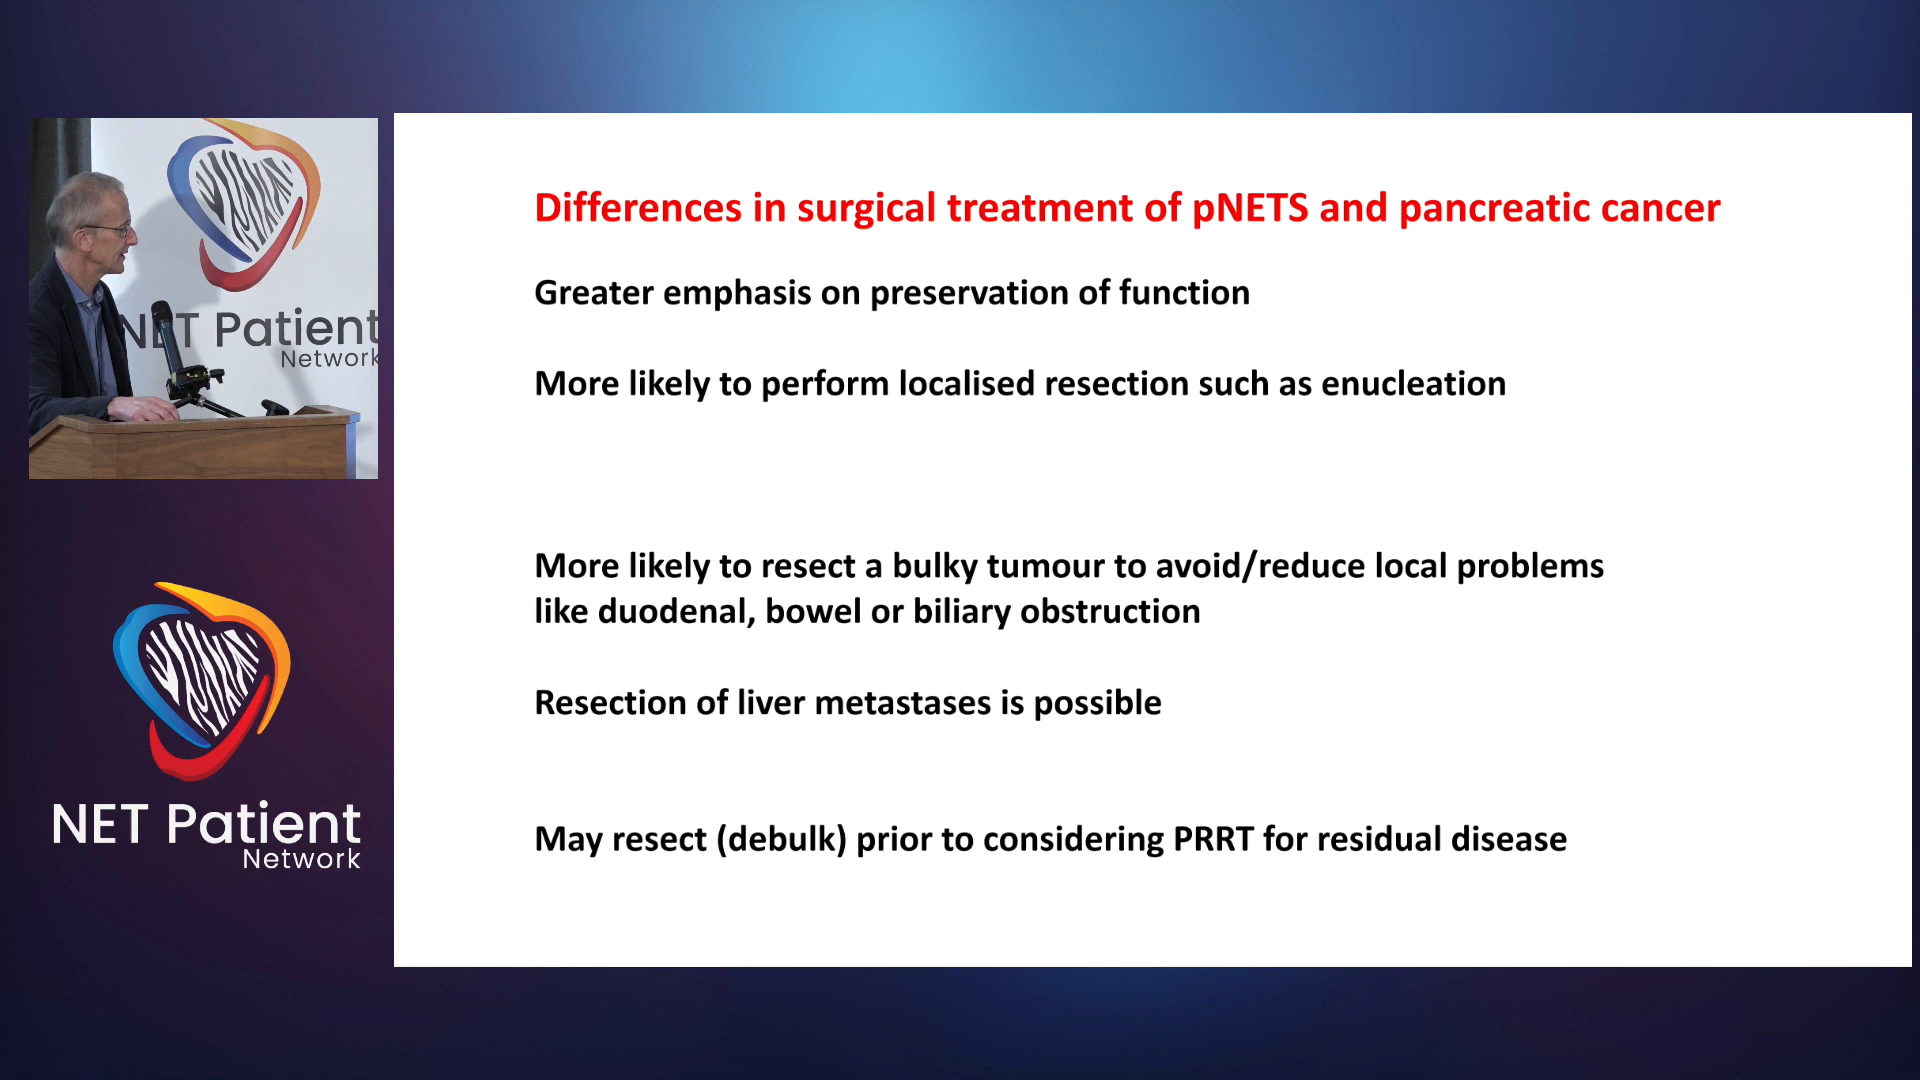 NET Patient
Network
NET Patient
Network
Differences in surgical treatment of pNETS and pancreatic cancer
Greater emphasis on preservation of function
More likely to perform localised resection such as enucleation
More likely to resect a bulky tumour to avoid/reduce local problems
like duodenal, bowel or biliary obstruction
Resection of liver metastases is possible
May resect (debulk) prior to considering PRRT for residual disease